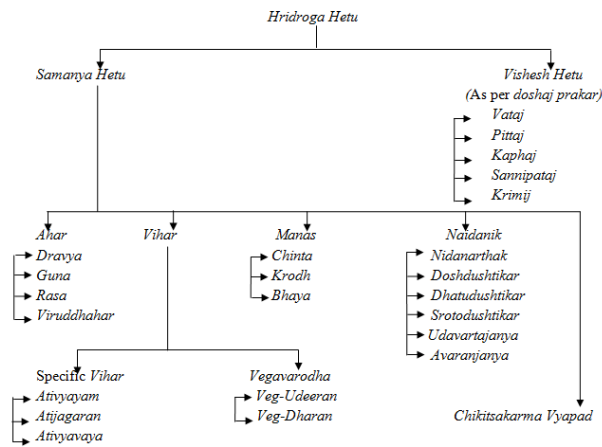 Hridroga Hetu
Samanya Hetu
Vishesh Hetu
(As per doshaj prakar)
Vataj
Pittaj
Kaphaj
Sannipataj
Krimij
Ahar
Dravya
Guna
Rasa
Viruddhahar
Vihar
Manas
Chinta
Krodh
Bhaya
Naidanik
Nidanarthak
Doshdushtikar
Dhatudushtikar
Srotodushtikar
Udavartajanya
Avaranjanya
Specific Vihar
Ativyayam
Atijagaran
Ativyavaya
Vegavarodha
Veg-Udeeran
Veg-Dharan
Chikitsakarma Vyapad